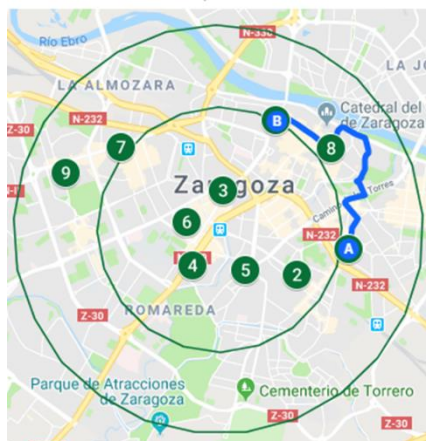 N-330
Río Ebro
LA ALMOZARA
LA JO
N-232
B
Catedral del
de Zaragoza
Z-30
7
8
9
Zaragoza
3
Camino
Torres
6
N-232
A
4
5
2
N-232
Z-30
ROMAREDA
Z-30
Parque de Atracciones
de Zaragoza
Cementerio de Torrero
Z-30
Z-30